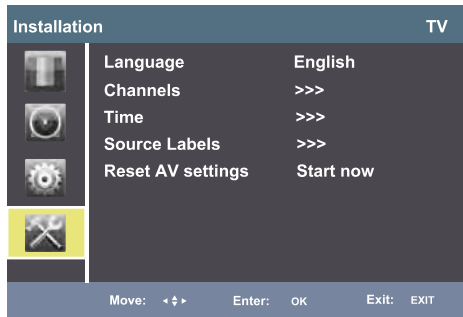 Installation TV
Language English
Channels >>>
Time >>>
Source Labels >>>
Reset AV settings Start now
Move: Enter: OK Exit: EXIT